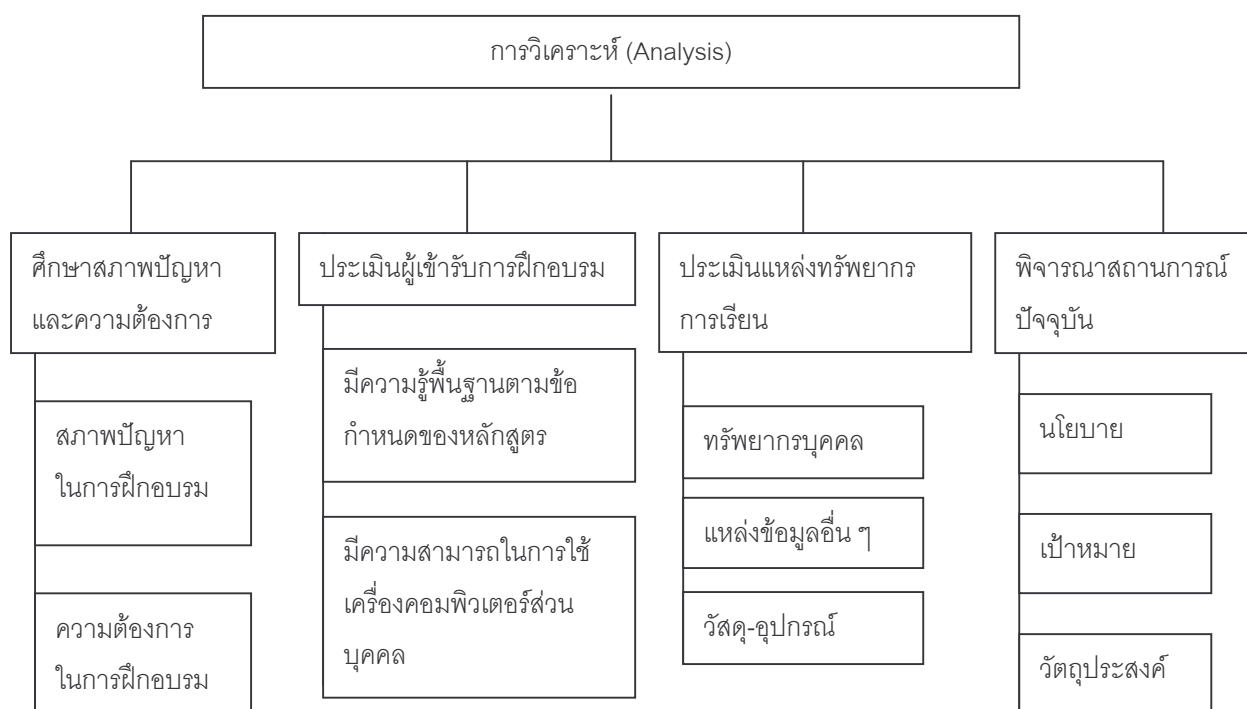 การวิเคราะห์ (Analysis)
ศึกษาสภาพปัญหา
และความต้องการ
สภาพปัญหา
ในการฝึกอบรม
ความต้องการ
ในการฝึกอบรม
ประเมินผู้เข้ารับการฝึกอบรม
มีความรู้พื้นฐานตามข้อ
กำหนดของหลักสูตร
มีความสามารถในการใช้
เครื่องคอมพิวเตอร์ส่วน
บุคคล
ประเมินแหล่งทรัพยากร
การเรียน
ทรัพยากรบุคคล
แหล่งข้อมูลอื่น ๆ
วัสดุ-อุปกรณ์
พิจารณาสถานการณ์
ปัจจุบัน
นโยบาย
เป้าหมาย
วัตถุประสงค์